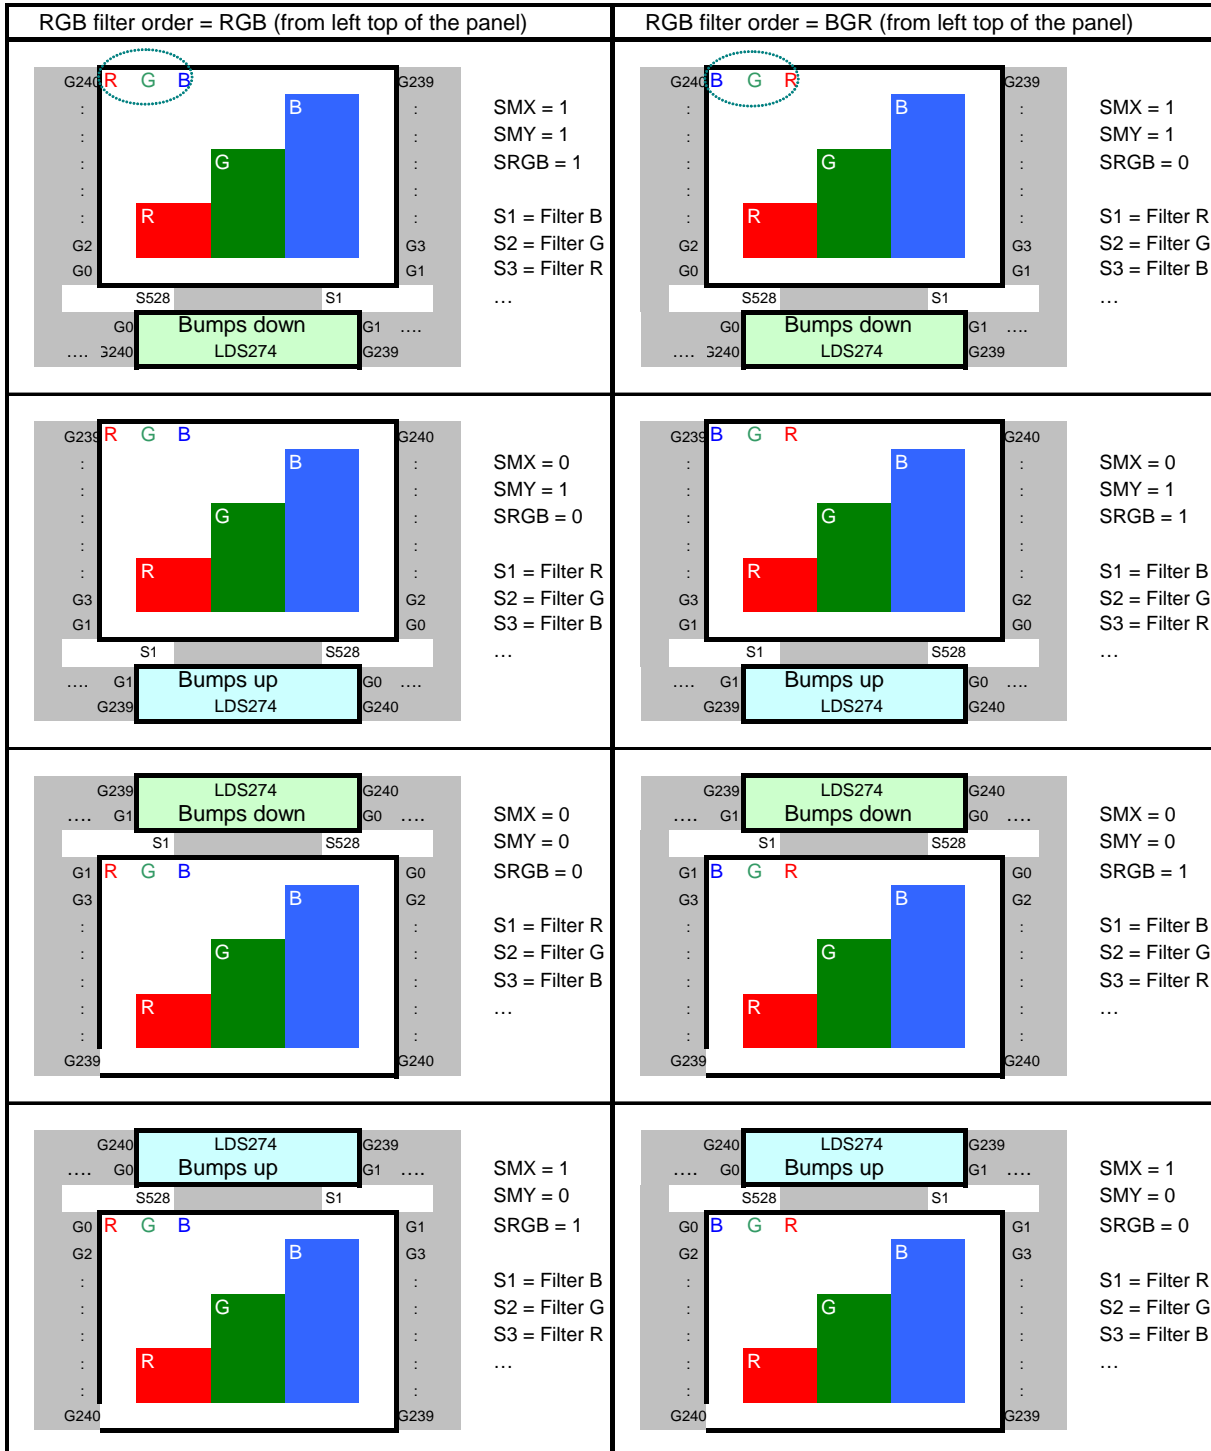 RGB filter order = RGB (from left top of the panel)
RGB filter order = BGR (from left top of the panel)
G240 R G B G239
: B : SMX = 1
: : SMY = 1
: G : SRGB = 1
: :
: R : S1 = Filter B
G2 G3 S2 = Filter G
G0 G1 S3 = Filter R
S528 S1 …
G0 Bumps down G1 ....
.... G240 LDS274 G239
G240 B G R G239
: B : SMX = 1
: : SMY = 1
: G : SRGB = 0
: :
: R : S1 = Filter R
G2 G3 S2 = Filter G
G0 G1 S3 = Filter B
S528 S1 …
G0 Bumps down G1 ....
.... G240 LDS274 G239
G239 R G B G240
: B : SMX = 0
: : SMY = 1
: G : SRGB = 0
: :
: R : S1 = Filter R
G3 G2 S2 = Filter G
G1 G0 S3 = Filter B
S1 S528 …
.... G1 Bumps up G0 ....
G239 LDS274 G240
G239 B G R G240
: B : SMX = 0
: : SMY = 1
: G : SRGB = 1
: :
: R : S1 = Filter B
G3 G2 S2 = Filter G
G1 G0 S3 = Filter R
S1 S528 …
.... G1 Bumps up G0 ....
G239 LDS274 G240
G239 LDS274 G240
.... G1 Bumps down G0 .... SMX = 0
S1 S528 SMY = 0
G1 R G B G0 SRGB = 0
G3 B G2
: : S1 = Filter R
: G : S2 = Filter G
: : S3 = Filter B
: R : …
: :
G239 G240
G239 LDS274 G240
.... G1 Bumps down G0 .... SMX = 0
S1 S528 SMY = 0
G1 B G R G0 SRGB = 1
G3 B G2
: : S1 = Filter B
: G : S2 = Filter G
: : S3 = Filter R
: R : …
: :
G239 G240
G240 LDS274 G239
.... G0 Bumps up G1 .... SMX = 1
S528 S1 SMY = 0
G0 R G B G1 SRGB = 1
G2 B G3
: : S1 = Filter B
: G : S2 = Filter G
: : S3 = Filter R
: R : …
: :
G240 G239
G240 LDS274 G239
.... G0 Bumps up G1 .... SMX = 1
S528 S1 SMY = 0
G0 B G R G1 SRGB = 0
G2 B G3
: : S1 = Filter R
: G : S2 = Filter G
: : S3 = Filter B
: R : …
: :
G240 G239